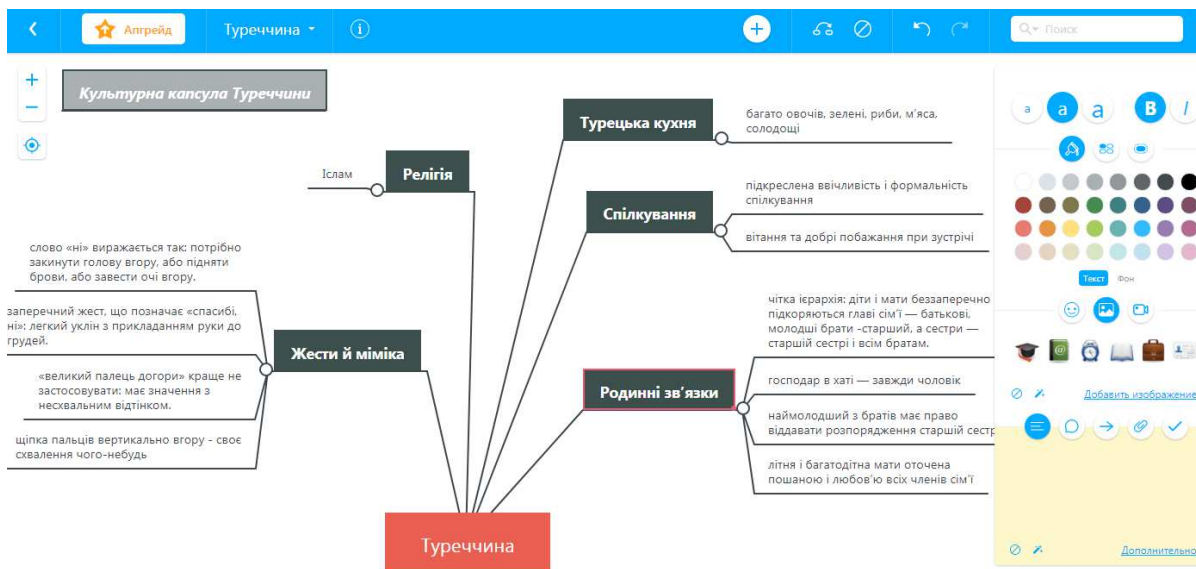 Апгрейд
Туреччина
Поиск
Культурна капсула Туреччини
Турецька кухня
багато овочів, зелені, риби, м'яса,
солодощі
Релігія
Іслам
Спілкування
підкреслена ввічливість і формальність
спілкування
вітання та добрі побажання при зустрічі
слово «ні» виражається так: потрібно
закинути голову вгору, або підняти
брови, або завести очі вгору.
заперечний жест, що позначає «спасибі,
ні»: легкий уклін з прикладанням руки до
грудей.
Жести й міміка
«великий палець догори» краще не
застосовувати: має значення з
несхвальним відтінком.
щіпка пальців вертикально вгору - своє
схвалення чого-небудь
чітка ієрархія: діти і мати беззаперечно
підкоряються главі сім'ї — батькові,
молодші брати -старший, а сестри —
старшій сестрі і всім братам.
Родинні зв'язки
господар в хаті — завжди чоловік
наймолодший з братів має право
віддавати розпорядження старшій сестр
літня і багатодітна мати оточена
пошаною і любов'ю всіх членів сім'ї
Туреччина
a a a B I
Текст Фон
Добавить изображение
Дополнительно